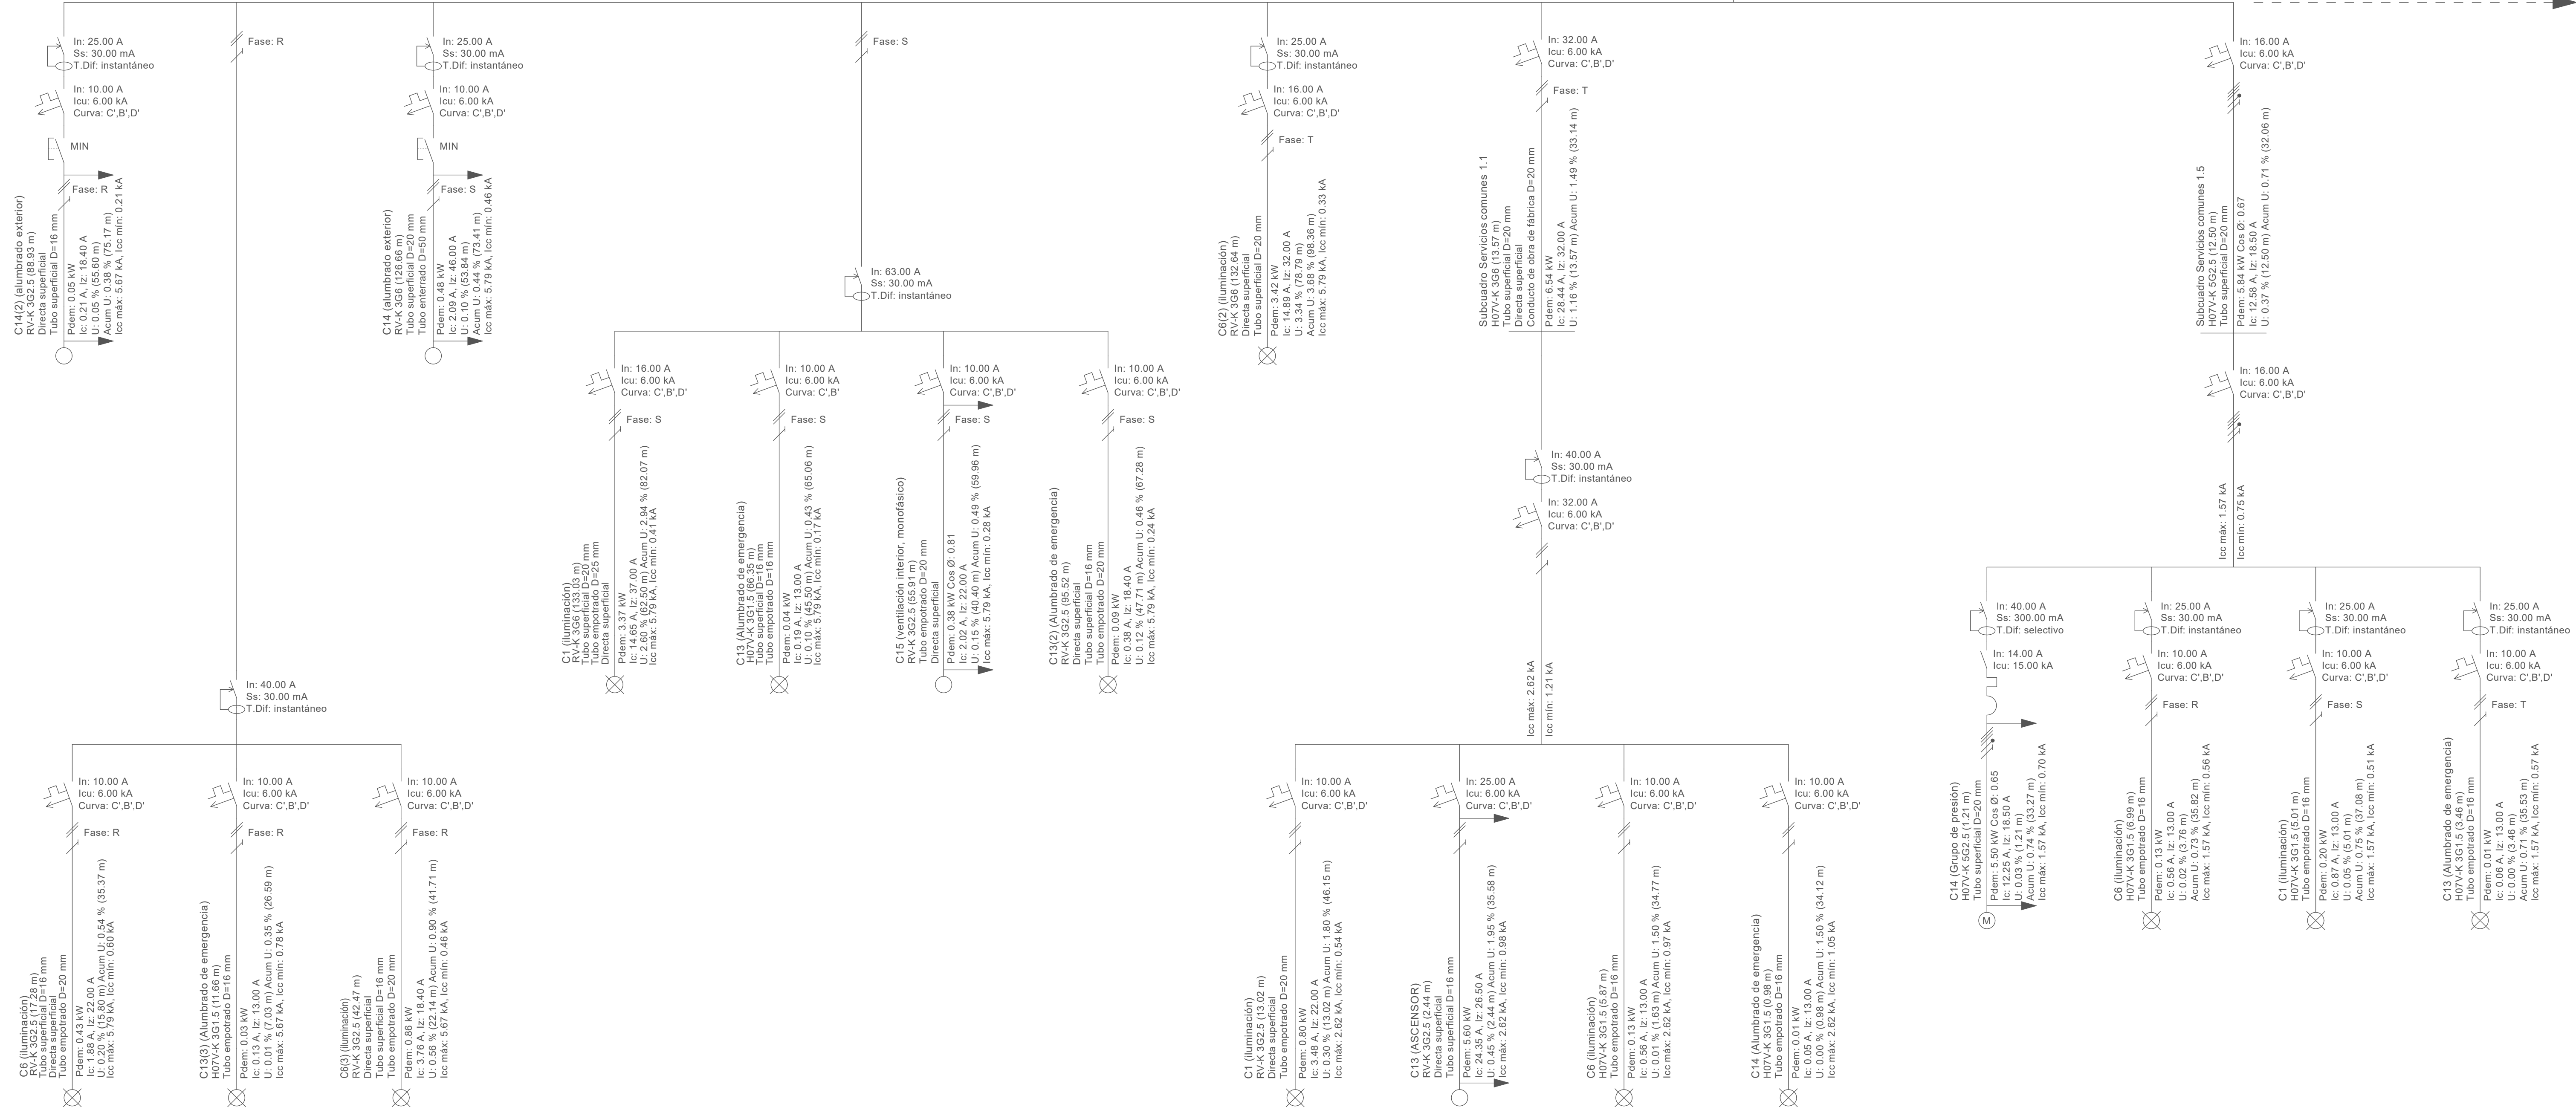 In: 25.00 A
Ss: 30.00 mA
T.Dif: instantáneo
In: 10.00 A
Icu: 6.00 kA
Curva: C',B',D'
MIN
Fase: R
C14(2) (alumbrado exterior)
RV-K 3G2.5 (88.93 m)
Directa superficial
Tubo superficial D=16 mm
Pdem: 0.05 kW
Ic: 0.21 A, Iz: 18.40 A
U: 0.05 % (55.60 m)
Acum U: 0.38 % (75.17 m)
Icc máx: 5.67 kA, Icc mín: 0.21 kA
Fase: R
In: 40.00 A
Ss: 30.00 mA
T.Dif: instantáneo
In: 10.00 A
Icu: 6.00 kA
Curva: C',B',D'
Fase: R
C6 (iluminación)
RV-K 3G2.5 (17.28 m)
Tubo superficial D=16 mm
Directa superficial
Tubo empotrado D=20 mm
Pdem: 0.43 kW
Ic: 1.88 A, Iz: 22.00 A
U: 0.20 % (15.80 m) Acum U: 0.54 % (35.37 m)
Icc máx: 5.79 kA, Icc mín: 0.60 kA
In: 10.00 A
Icu: 6.00 kA
Curva: C',B',D'
Fase: R
C13(3) (Alumbrado de emergencia)
H07V-K 3G1.5 (11.66 m)
Tubo empotrado D=16 mm
Pdem: 0.03 kW
Ic: 0.13 A, Iz: 13.00 A
U: 0.01 % (7.03 m) Acum U: 0.35 % (26.59 m)
Icc máx: 5.67 kA, Icc mín: 0.78 kA
In: 10.00 A
Icu: 6.00 kA
Curva: C',B',D'
Fase: R
C6(3) (iluminación)
RV-K 3G2.5 (42.47 m)
Directa superficial
Tubo superficial D=16 mm
Tubo empotrado D=20 mm
Pdem: 0.86 kW
Ic: 3.76 A, Iz: 18.40 A
U: 0.56 % (22.14 m) Acum U: 0.90 % (41.71 m)
Icc máx: 5.67 kA, Icc mín: 0.46 kA
In: 25.00 A
Ss: 30.00 mA
T.Dif: instantáneo
In: 10.00 A
Icu: 6.00 kA
Curva: C',B',D'
MIN
Fase: S
C14 (alumbrado exterior)
RV-K 3G6 (126.66 m)
Tubo superficial D=20 mm
Tubo enterrado D=50 mm
Pdem: 0.48 kW
Ic: 2.09 A, Iz: 46.00 A
U: 0.10 % (53.84 m)
Acum U: 0.44 % (73.41 m)
Icc máx: 5.79 kA, Icc mín: 0.46 kA
Fase: S
In: 63.00 A
Ss: 30.00 mA
T.Dif: instantáneo
In: 16.00 A
Icu: 6.00 kA
Curva: C',B',D'
Fase: S
C1 (iluminación)
RV-K 3G6 (133.03 m)
Tubo superficial D=20 mm
Tubo empotrado D=25 mm
Directa superficial
Pdem: 3.37 kW
Ic: 14.65 A, Iz: 37.00 A
U: 2.60 % (62.50 m) Acum U: 2.94 % (82.07 m)
Icc máx: 5.79 kA, Icc mín: 0.41 kA
In: 10.00 A
Icu: 6.00 kA
Curva: C',B'
Fase: S
C13 (Alumbrado de emergencia)
H07V-K 3G1.5 (66.35 m)
Tubo superficial D=16 mm
Tubo empotrado D=16 mm
Pdem: 0.04 kW
Ic: 0.19 A, Iz: 13.00 A
U: 0.10 % (45.50 m) Acum U: 0.43 % (65.06 m)
Icc máx: 5.79 kA, Icc mín: 0.17 kA
In: 10.00 A
Icu: 6.00 kA
Curva: C',B',D'
Fase: S
C15 (ventilación interior, monofásico)
RV-K 3G2.5 (55.91 m)
Tubo empotrado D=20 mm
Directa superficial
Pdem: 0.38 kW Cos Ø: 0.81
Ic: 2.02 A, Iz: 22.00 A
U: 0.15 % (40.40 m) Acum U: 0.49 % (59.96 m)
Icc máx: 5.79 kA, Icc mín: 0.28 kA
In: 10.00 A
Icu: 6.00 kA
Curva: C',B',D'
Fase: S
C13(2) (Alumbrado de emergencia)
RV-K 3G2.5 (95.52 m)
Directa superficial
Tubo superficial D=16 mm
Tubo empotrado D=20 mm
Pdem: 0.09 kW
Ic: 0.38 A, Iz: 18.40 A
U: 0.12 % (47.71 m) Acum U: 0.46 % (67.28 m)
Icc máx: 5.79 kA, Icc mín: 0.24 kA
In: 25.00 A
Ss: 30.00 mA
T.Dif: instantáneo
In: 16.00 A
Icu: 6.00 kA
Curva: C',B',D'
Fase: T
C6(2) (iluminación)
RV-K 3G6 (132.64 m)
Directa superficial
Tubo superficial D=20 mm
Pdem: 3.42 kW
Ic: 14.89 A, Iz: 32.00 A
U: 3.34 % (78.79 m)
Acum U: 3.68 % (98.36 m)
Icc máx: 5.79 kA, Icc mín: 0.33 kA
In: 32.00 A
Icu: 6.00 kA
Curva: C',B',D'
Fase: T
Subcuadro Servicios comunes 1.1
H07V-K 3G6 (13.57 m)
Tubo superficial D=20 mm
Directa superficial
Conducto de obra de fábrica D=20 mm
Pdem: 6.54 kW
Ic: 28.44 A, Iz: 32.00 A
U: 1.16 % (13.57 m) Acum U: 1.49 % (33.14 m)
In: 40.00 A
Ss: 30.00 mA
T.Dif: instantáneo
In: 32.00 A
Icu: 6.00 kA
Curva: C',B',D'
Icc máx: 2.62 kA
Icc mín: 1.21 kA
In: 10.00 A
Icu: 6.00 kA
Curva: C',B',D'
C1 (iluminación)
RV-K 3G2.5 (13.02 m)
Directa superficial
Tubo empotrado D=20 mm
Pdem: 0.80 kW
Ic: 3.48 A, Iz: 22.00 A
U: 0.30 % (13.02 m) Acum U: 1.80 % (46.15 m)
Icc máx: 2.62 kA, Icc mín: 0.54 kA
In: 25.00 A
Icu: 6.00 kA
Curva: C',B',D'
C13 (ASCENSOR)
RV-K 3G2.5 (2.44 m)
Directa superficial
Tubo superficial D=16 mm
Pdem: 5.60 kW
Ic: 24.35 A, Iz: 26.50 A
U: 0.45 % (2.44 m) Acum U: 1.95 % (35.58 m)
Icc máx: 2.62 kA, Icc mín: 0.98 kA
In: 10.00 A
Icu: 6.00 kA
Curva: C',B',D'
C6 (iluminación)
H07V-K 3G1.5 (5.87 m)
Tubo empotrado D=16 mm
Pdem: 0.13 kW
Ic: 0.56 A, Iz: 13.00 A
U: 0.01 % (1.63 m) Acum U: 1.50 % (34.77 m)
Icc máx: 2.62 kA, Icc mín: 0.97 kA
In: 10.00 A
Icu: 6.00 kA
Curva: C',B',D'
C14 (Alumbrado de emergencia)
H07V-K 3G1.5 (0.98 m)
Tubo empotrado D=16 mm
Pdem: 0.01 kW
Ic: 0.05 A, Iz: 13.00 A
U: 0.00 % (0.98 m) Acum U: 1.50 % (34.12 m)
Icc máx: 2.62 kA, Icc mín: 1.05 kA
In: 16.00 A
Icu: 6.00 kA
Curva: C',B',D'
Subcuadro Servicios comunes 1.5
H07V-K 5G2.5 (12.50 m)
Tubo superficial D=20 mm
Pdem: 5.84 kW Cos Ø: 0.67
Ic: 12.58 A, Iz: 18.50 A
U: 0.37 % (12.50 m) Acum U: 0.71 % (32.06 m)
In: 16.00 A
Icu: 6.00 kA
Curva: C',B',D'
Icc máx: 1.57 kA
Icc mín: 0.75 kA
In: 40.00 A
Ss: 300.00 mA
T.Dif: selectivo
In: 14.00 A
Icu: 15.00 kA
C14 (Grupo de presión)
H07V-K 5G2.5 (1.21 m)
Tubo superficial D=20 mm
Pdem: 5.50 kW Cos Ø: 0.65
Ic: 12.25 A, Iz: 18.50 A
U: 0.03 % (1.21 m)
Acum U: 0.74 % (33.27 m)
Icc máx: 1.57 kA, Icc mín: 0.70 kA
M
In: 25.00 A
Ss: 30.00 mA
T.Dif: instantáneo
In: 10.00 A
Icu: 6.00 kA
Curva: C',B',D'
Fase: R
C6 (iluminación)
H07V-K 3G1.5 (6.99 m)
Tubo empotrado D=16 mm
Pdem: 0.13 kW
Ic: 0.56 A, Iz: 13.00 A
U: 0.02 % (3.76 m)
Acum U: 0.73 % (35.82 m)
Icc máx: 1.57 kA, Icc mín: 0.56 kA
In: 25.00 A
Ss: 30.00 mA
T.Dif: instantáneo
In: 10.00 A
Icu: 6.00 kA
Curva: C',B',D'
Fase: S
C1 (iluminación)
H07V-K 3G1.5 (5.01 m)
Tubo empotrado D=16 mm
Pdem: 0.20 kW
Ic: 0.87 A, Iz: 13.00 A
U: 0.05 % (5.01 m)
Acum U: 0.75 % (37.08 m)
Icc máx: 1.57 kA, Icc mín: 0.51 kA
In: 25.00 A
Ss: 30.00 mA
T.Dif: instantáneo
In: 10.00 A
Icu: 6.00 kA
Curva: C',B',D'
Fase: T
C13 (Alumbrado de emergencia)
H07V-K 3G1.5 (3.46 m)
Tubo empotrado D=16 mm
Pdem: 0.01 kW
Ic: 0.06 A, Iz: 13.00 A
U: 0.00 % (3.46 m)
Acum U: 0.71 % (35.53 m)
Icc máx: 1.57 kA, Icc mín: 0.57 kA